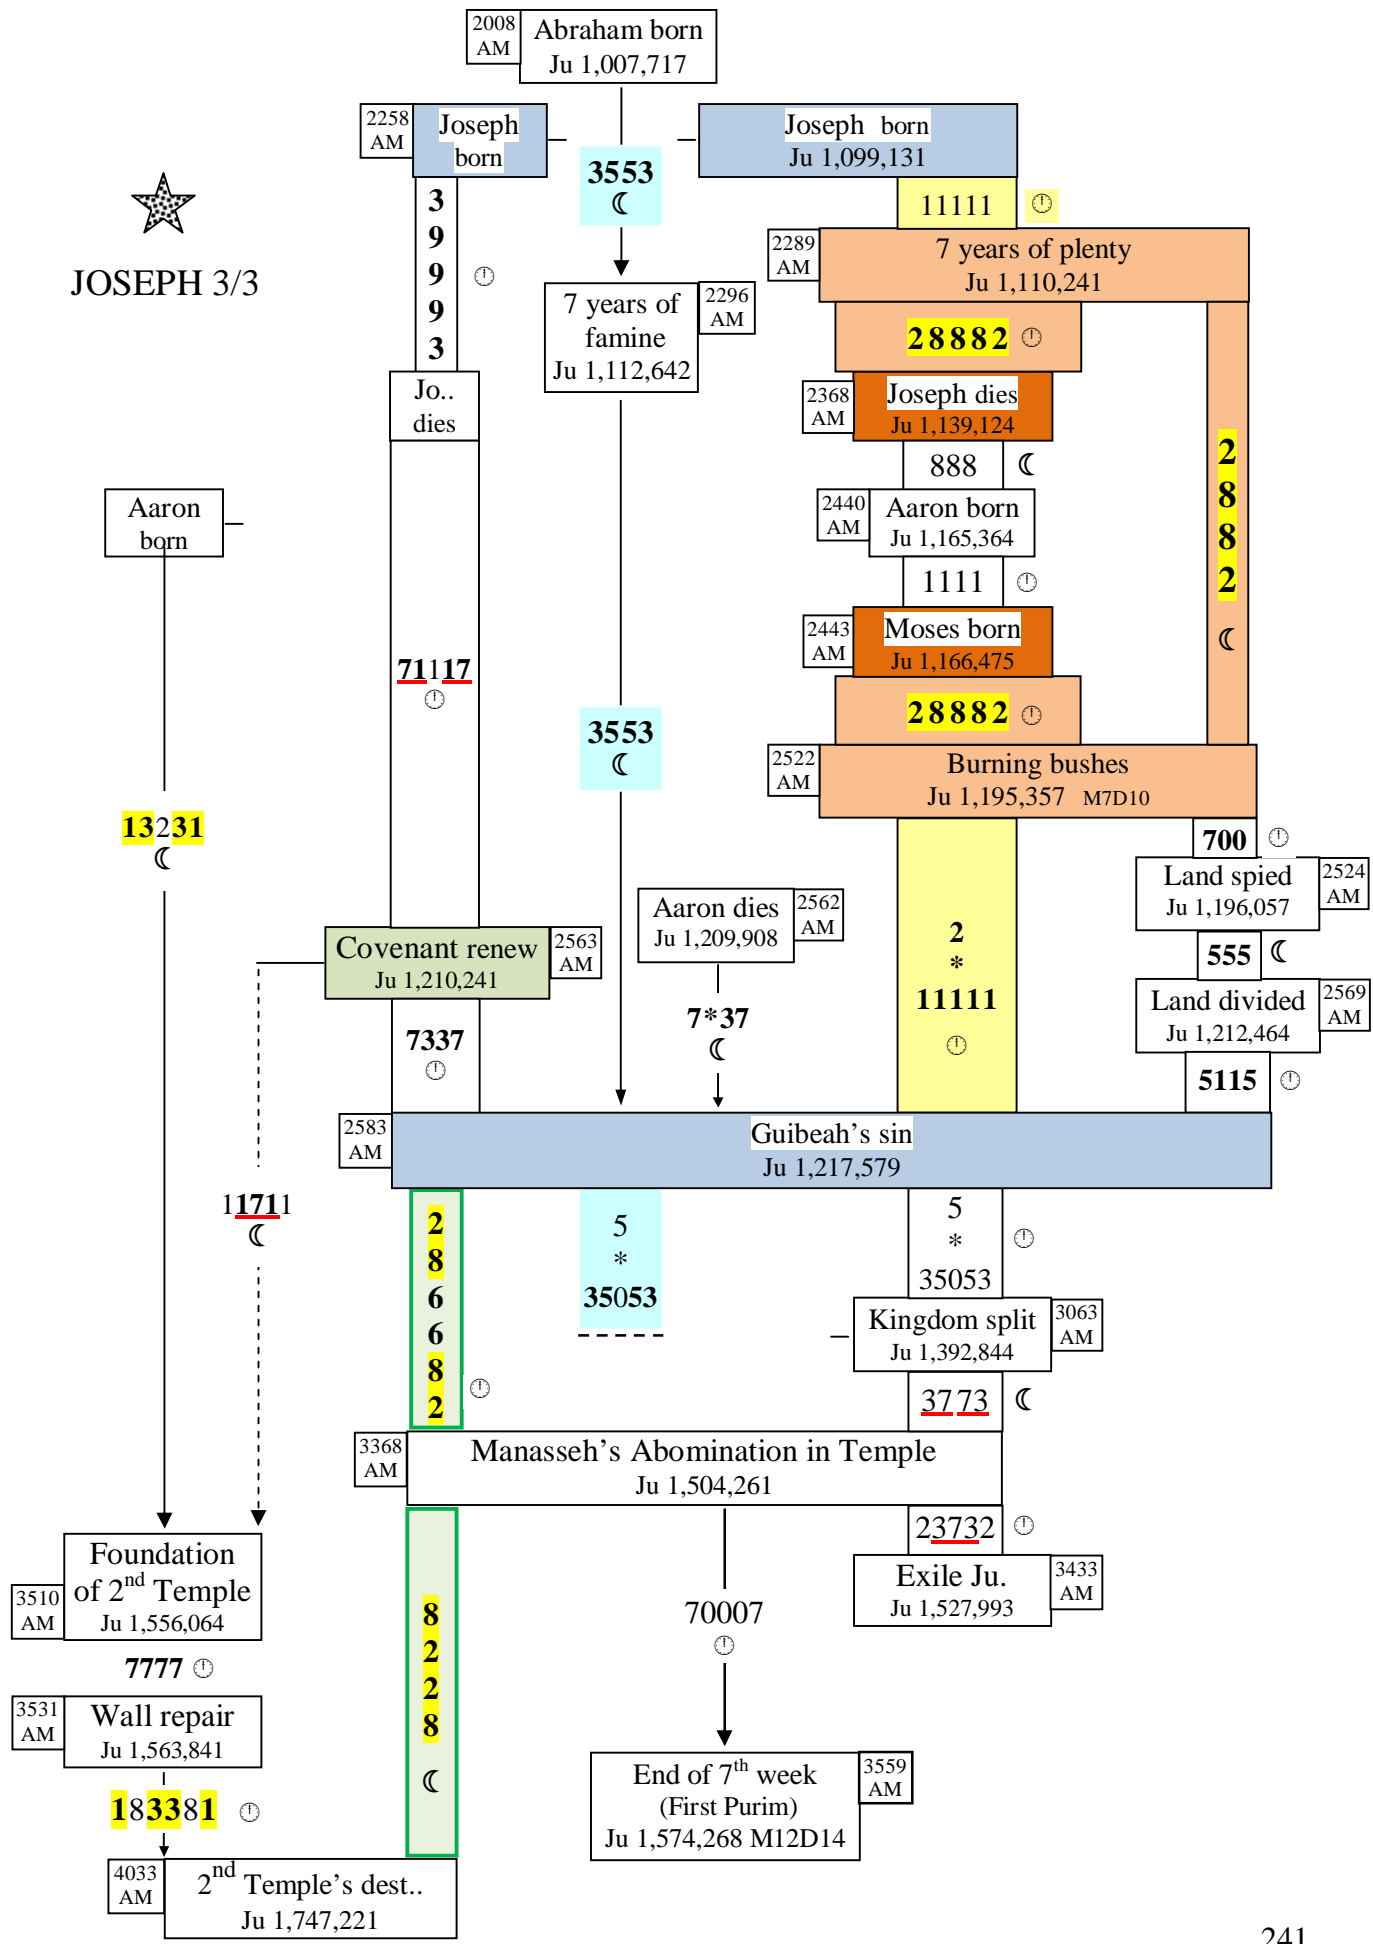 2008
AM
Abraham born
Ju 1,007,717
2258
AM
Joseph
born
3553
☾
Joseph born
Ju 1,099,131
11111
JOSEPH 3/3
3
9
9
9
3
2289
AM
7 years of plenty
Ju 1,110,241
7 years of
famine
Ju 1,112,642
2296
AM
28882
Jo..
dies
2368
AM
Joseph dies
Ju 1,139,124
888 ☾
2
8
8
2
☾
Aaron
born
2440
AM
Aaron born
Ju 1,165,364
1111
2443
AM
Moses born
Ju 1,166,475
71117
28882
3553
☾
2522
AM
Burning bushes
Ju 1,195,357 M7D10
13231
☾
700
Land spied
Ju 1,196,057
2524
AM
Aaron dies
Ju 1,209,908
2562
AM
2
*
11111
555 ☾
Covenant renew
Ju 1,210,241
2563
AM
Land divided
Ju 1,212,464
2569
AM
7337
7*37
☾
5115
2583
AM
Guibeah’s sin
Ju 1,217,579
11711
☾
2
8
6
6
8
2
5
*
35053
5
*
35053
Kingdom split
Ju 1,392,844
3063
AM
3773 ☾
3368
AM
Manasseh’s Abomination in Temple
Ju 1,504,261
23732
Foundation
of 2nd Temple
Ju 1,556,064
3510
AM
Exile Ju.
Ju 1,527,993
3433
AM
8
2
2
8
☾
70007
7777
3531
AM
Wall repair
Ju 1,563,841
183381
End of 7th week
(First Purim)
Ju 1,574,268 M12D14
3559
AM
4033
AM
2nd Temple’s dest..
Ju 1,747,221
241